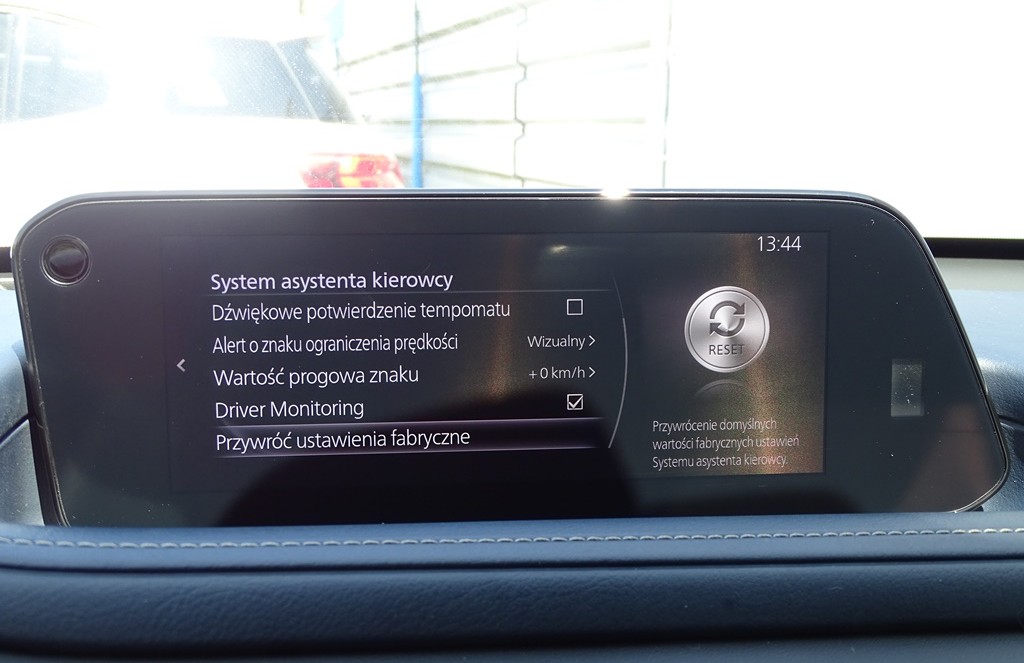 13:44
System asystenta kierowcy
Dźwiękowe potwierdzenie tempomatu
Alert o znaku ograniczenia prędkości Wizualny >
Wartość progowa znaku + 0 km/h >
Driver Monitoring
Przywróć ustawienia fabryczne
RESET
Przywrócenie domyślnych
wartości fabrycznych ustawień
Systemu asystenta kierowcy.